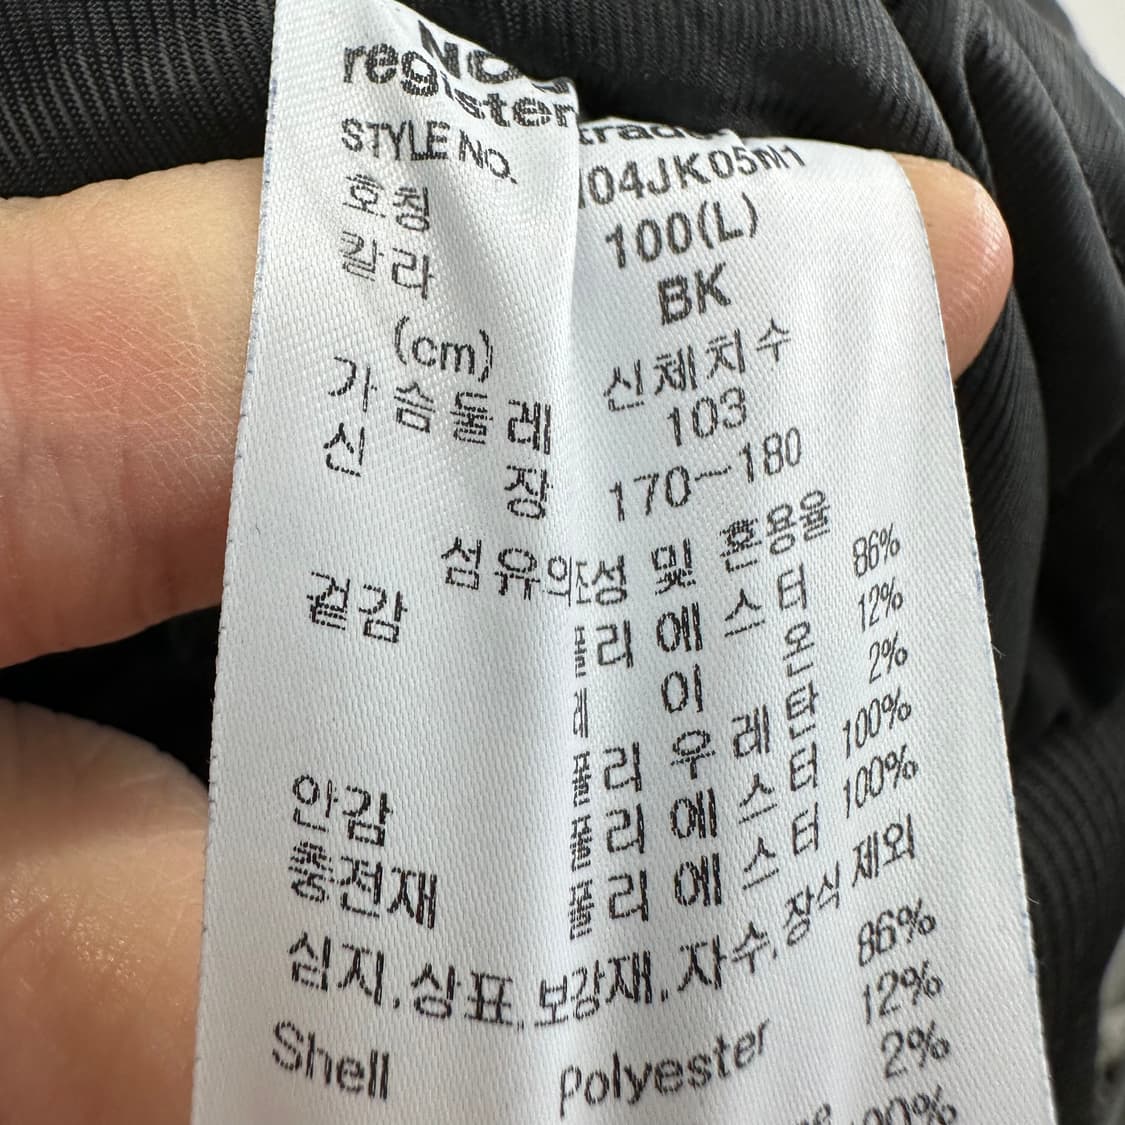 register
STYLE NO. 04JK05M1
호칭 100(L)
칼라 BK
(cm) 신체치수
가슴둘레 103
신장 170~180
섬유의조성 및 혼용율
겉감 폴리에스터 86%
레이온 12%
폴리우레탄 2%
안감 폴리에스터 100%
충전재 폴리에스터 100%
심지.상표.보강재.자수.장식 제외
Shell Polyester 86%
12%
2%